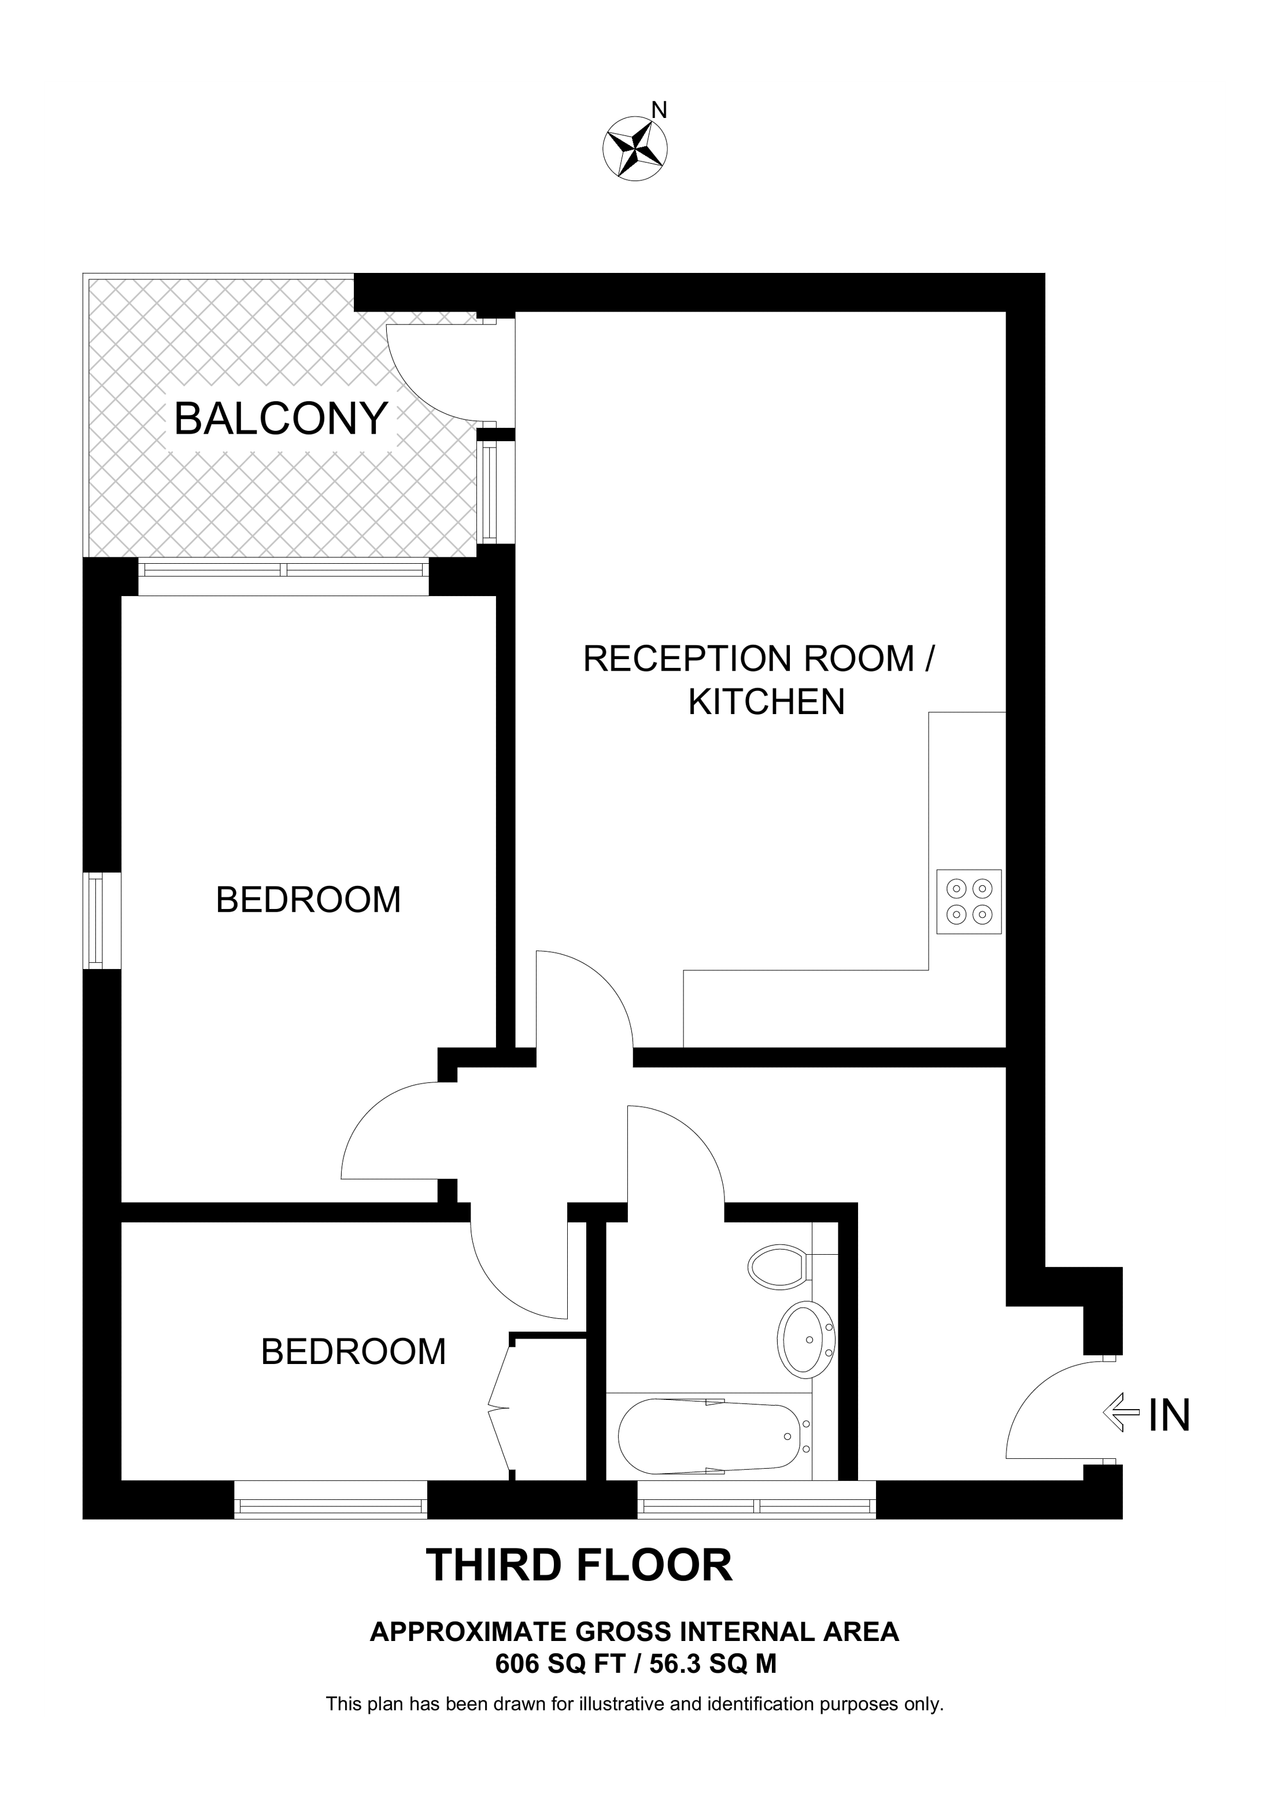 N
BALCONY
RECEPTION ROOM /
KITCHEN
BEDROOM
BEDROOM
IN
THIRD FLOOR
APPROXIMATE GROSS INTERNAL AREA
606 SQ FT / 56.3 SQ M
This plan has been drawn for illustrative and identification purposes only.